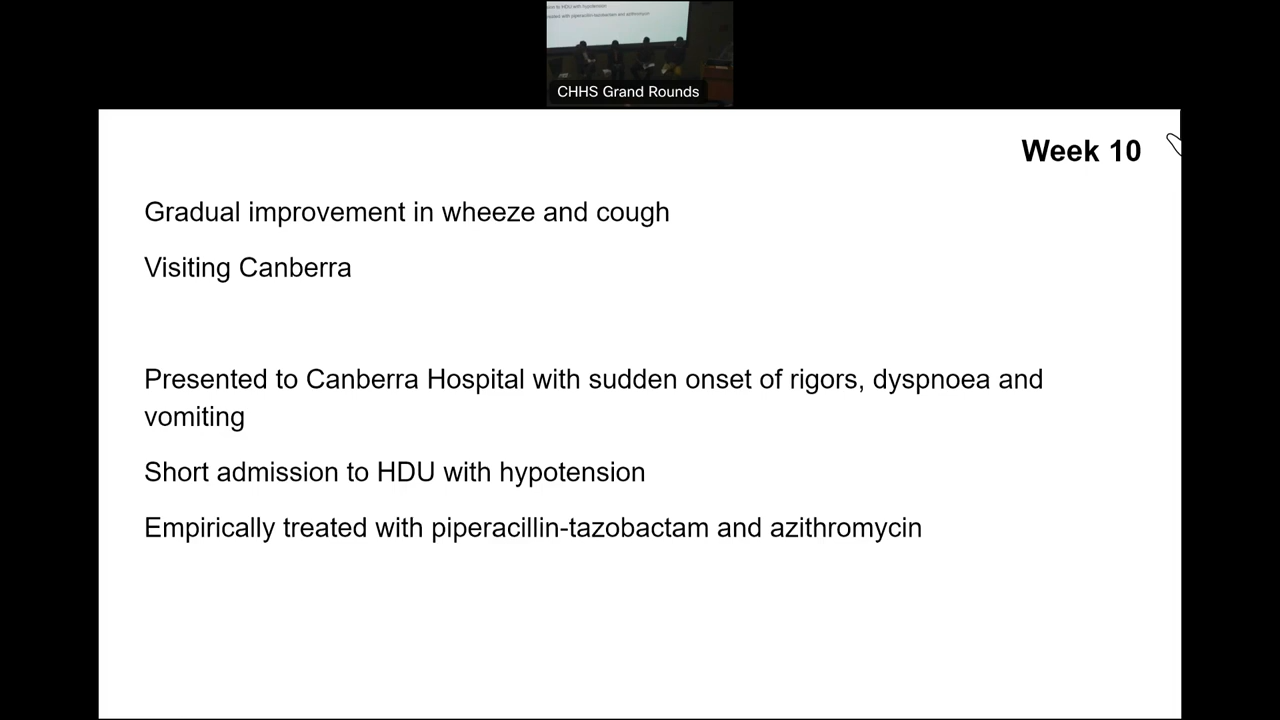 CHHS Grand Rounds
Week 10
Gradual improvement in wheeze and cough
Visiting Canberra
Presented to Canberra Hospital with sudden onset of rigors, dyspnoea and
vomiting
Short admission to HDU with hypotension
Empirically treated with piperacillin-tazobactam and azithromycin